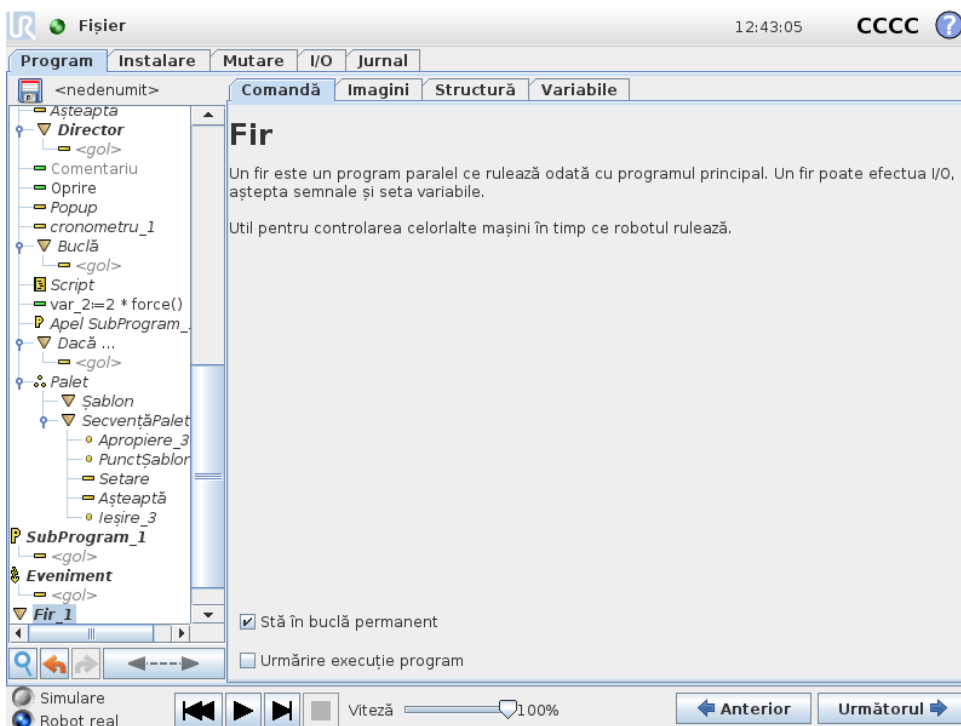 Fișier
12:43:05
CCCC
?
Program Instalare Mutare I/O Jurnal
<nedenumit>
Comandă Imagini Structură Variabile
Așteaptă
Director
<gol>
Comentariu
Oprire
Popup
cronometru_1
Buclă
<gol>
Script
var_2:=2 * force()
Apel SubProgram_
Dacă ...
<gol>
Palet
Șablon
SecvențăPalet
Apropiere_3
PunctȘablon
Setare
Așteaptă
Ieșire_3
SubProgram_1
<gol>
Eveniment
<gol>
Fir_1
Fir
Un fir este un program paralel ce rulează odată cu programul principal. Un fir poate efectua I/O,
aștepta semnale și seta variabile.
Util pentru controlarea celorlalte mașini în timp ce robotul rulează.
Stă în buclă permanent
Urmărire execuție program
Simulare
Robot real
Viteză 100%
Anterior
Următorul